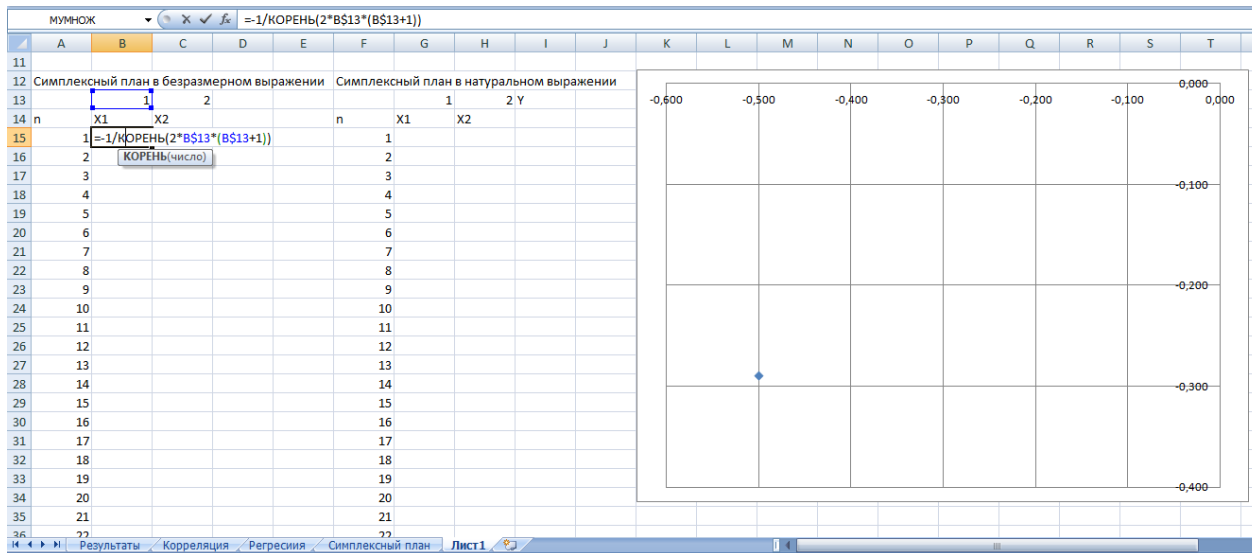 МУМНОЖ =-1/КОРЕНЬ(2*B$13*(B$13+1))
A B C D E F G H I J K L M N O P Q R S T
11
12 Симплексный план в безразмерном выражении Симплексный план в натуральном выражении
13 1 2 1 2 Y
14 n X1 X2 n X1 X2
15 1 =-1/КОРЕНЬ(2*B$13*(B$13+1)) 1
16 2 КОРЕНЬ(число) 2
17 3 3
18 4 4
19 5 5
20 6 6
21 7 7
22 8 8
23 9 9
24 10 10
25 11 11
26 12 12
27 13 13
28 14 14
29 15 15
30 16 16
31 17 17
32 18 18
33 19 19
34 20 20
35 21 21
36 22 22
0,000
-0,600 -0,500 -0,400 -0,300 -0,200 -0,100 0,000
-0,100
-0,200
-0,300
-0,400
Результаты Корреляция Регресиия Симплексный план Лист1